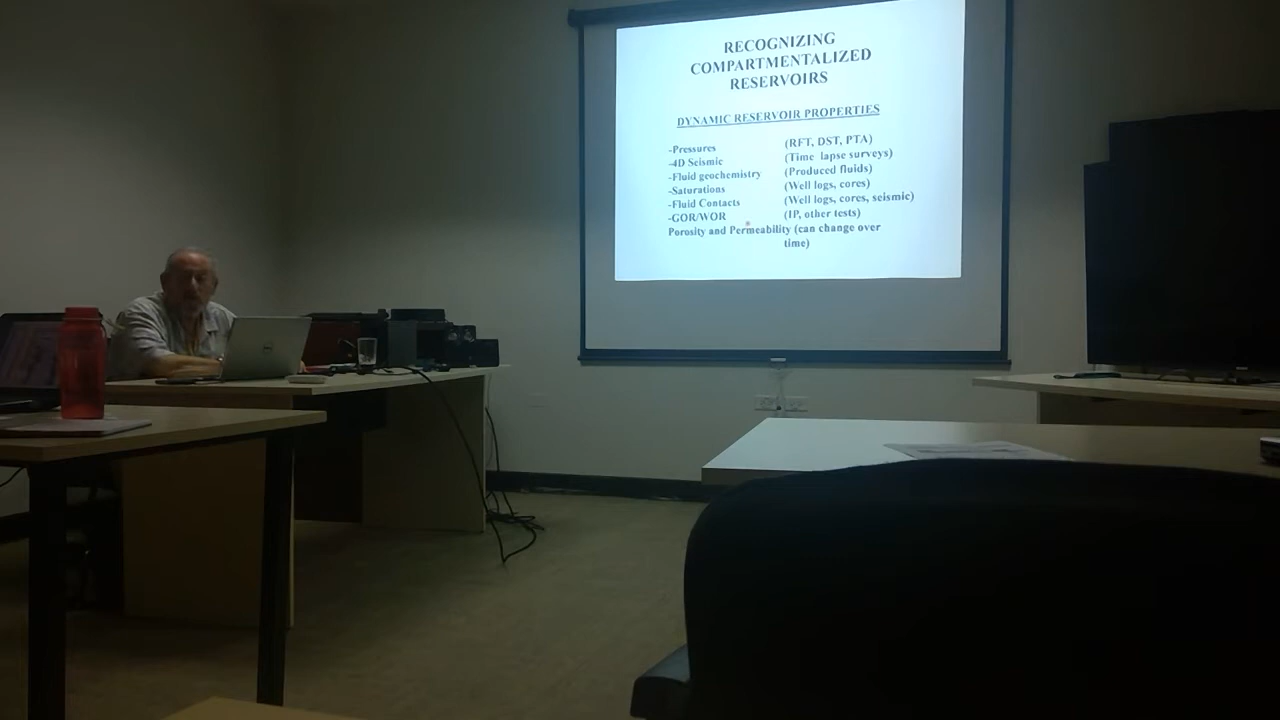 RECOGNIZING
COMPARTMENTALIZED
RESERVOIRS
DYNAMIC RESERVOIR PROPERTIES
-Pressures (RFT, DST, PTA)
-4D Seismic (Time lapse surveys)
-Fluid geochemistry (Produced fluids)
-Saturations (Well logs, cores)
-Fluid Contacts (Well logs, cores, seismic)
-GOR/WOR (IP, other tests)
Porosity and Permeability (can change over
time)